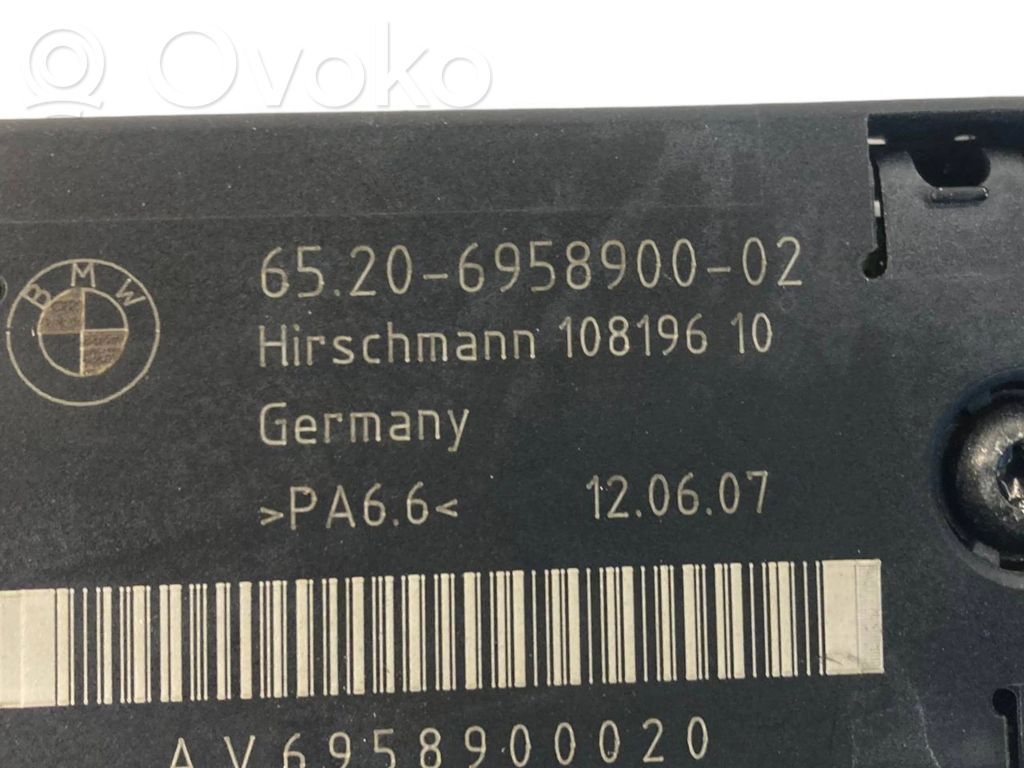 Ovoko
BMW
65.20-6958900-02
Hirschmann 108196 10
Germany
>PA6.6< 12.06.07
AV6958900020